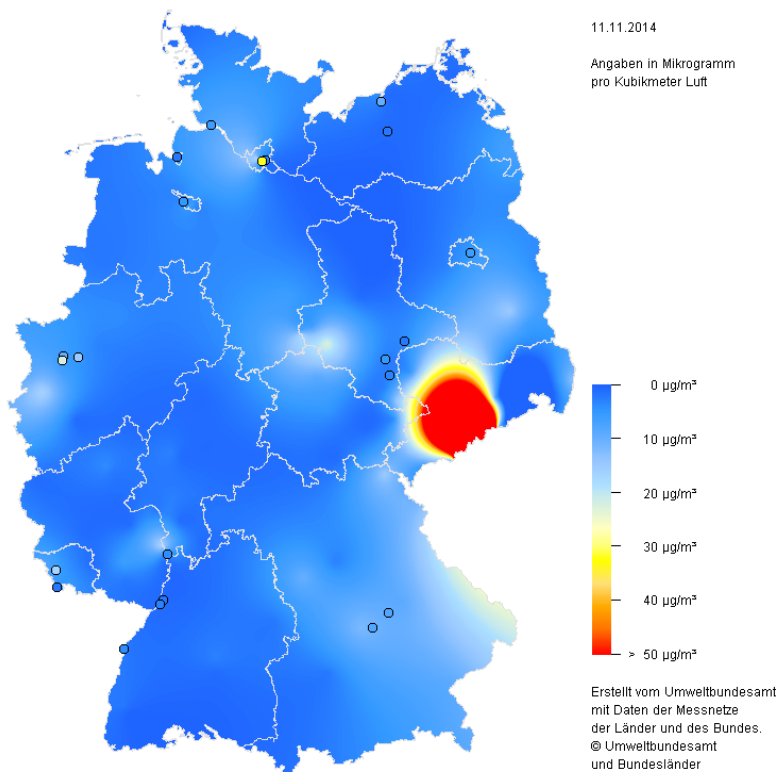 11.11.2014
Angaben in Mikrogramm
pro Kubikmeter Luft
0 µg/m³
10 µg/m³
20 µg/m³
30 µg/m³
40 µg/m³
> 50 µg/m³
Erstellt vom Umweltbundesamt
mit Daten der Messnetze
der Länder und des Bundes.
© Umweltbundesamt
und Bundesländer